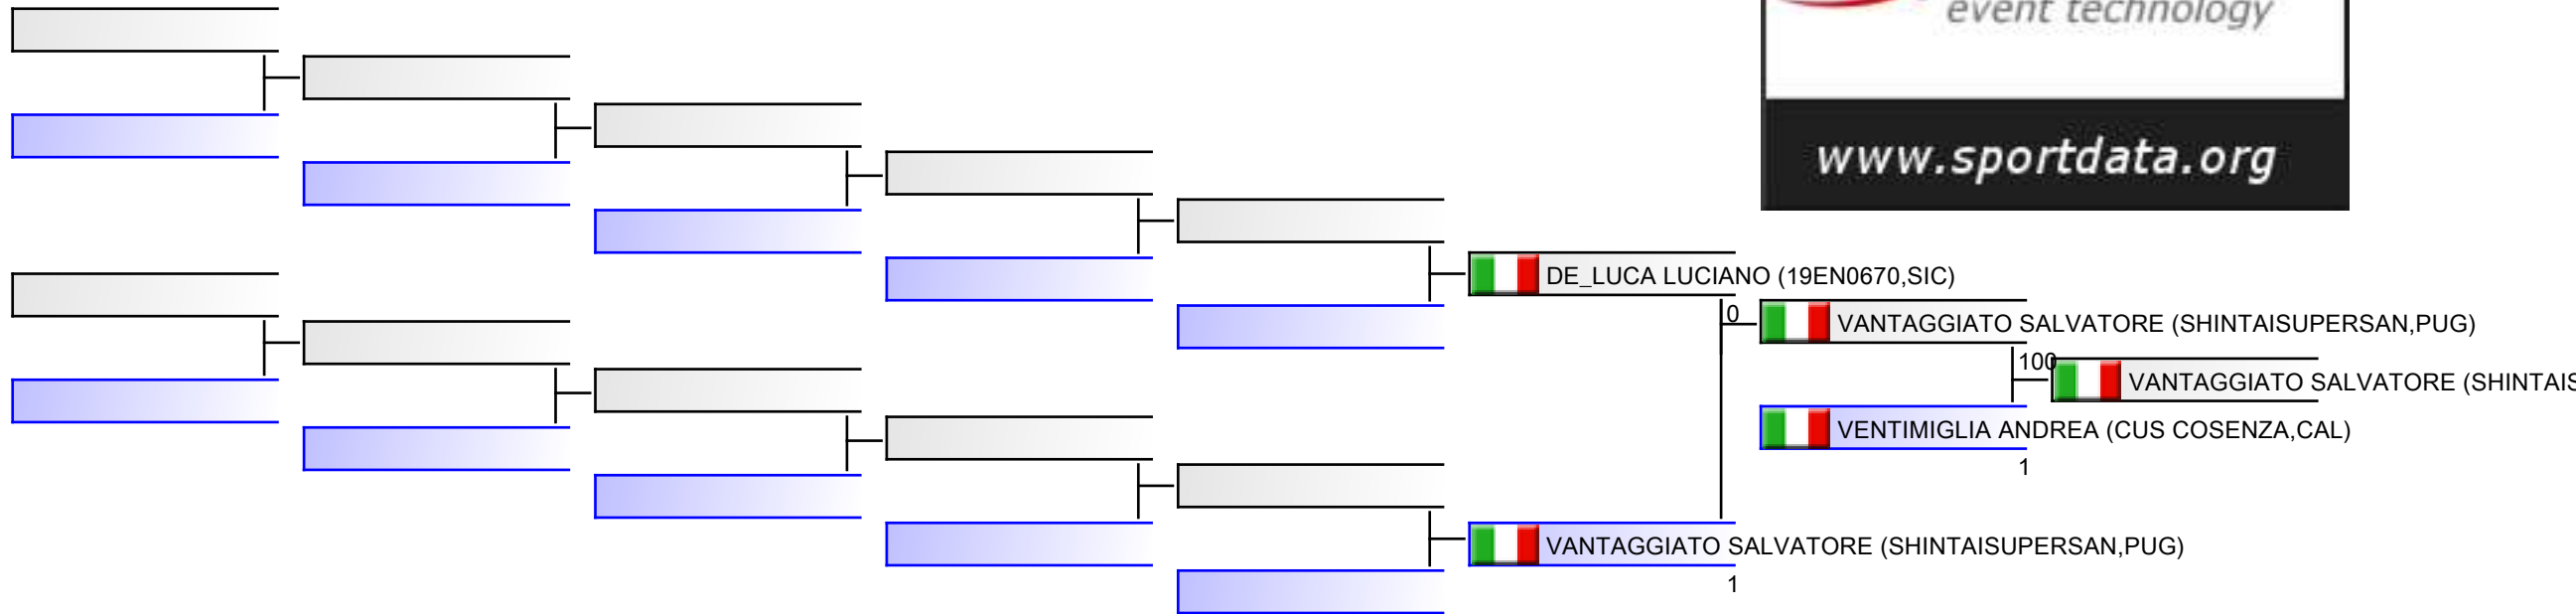 event technology
www.sportdata.org
DE_LUCA LUCIANO (19EN0670,SIC)
0
VANTAGGIATO SALVATORE (SHINTAISUPERSAN,PUG)
100
VANTAGGIATO SALVATORE (SHINTAIS
VENTIMIGLIA ANDREA (CUS COSENZA,CAL)
1
VANTAGGIATO SALVATORE (SHINTAISUPERSAN,PUG)
1